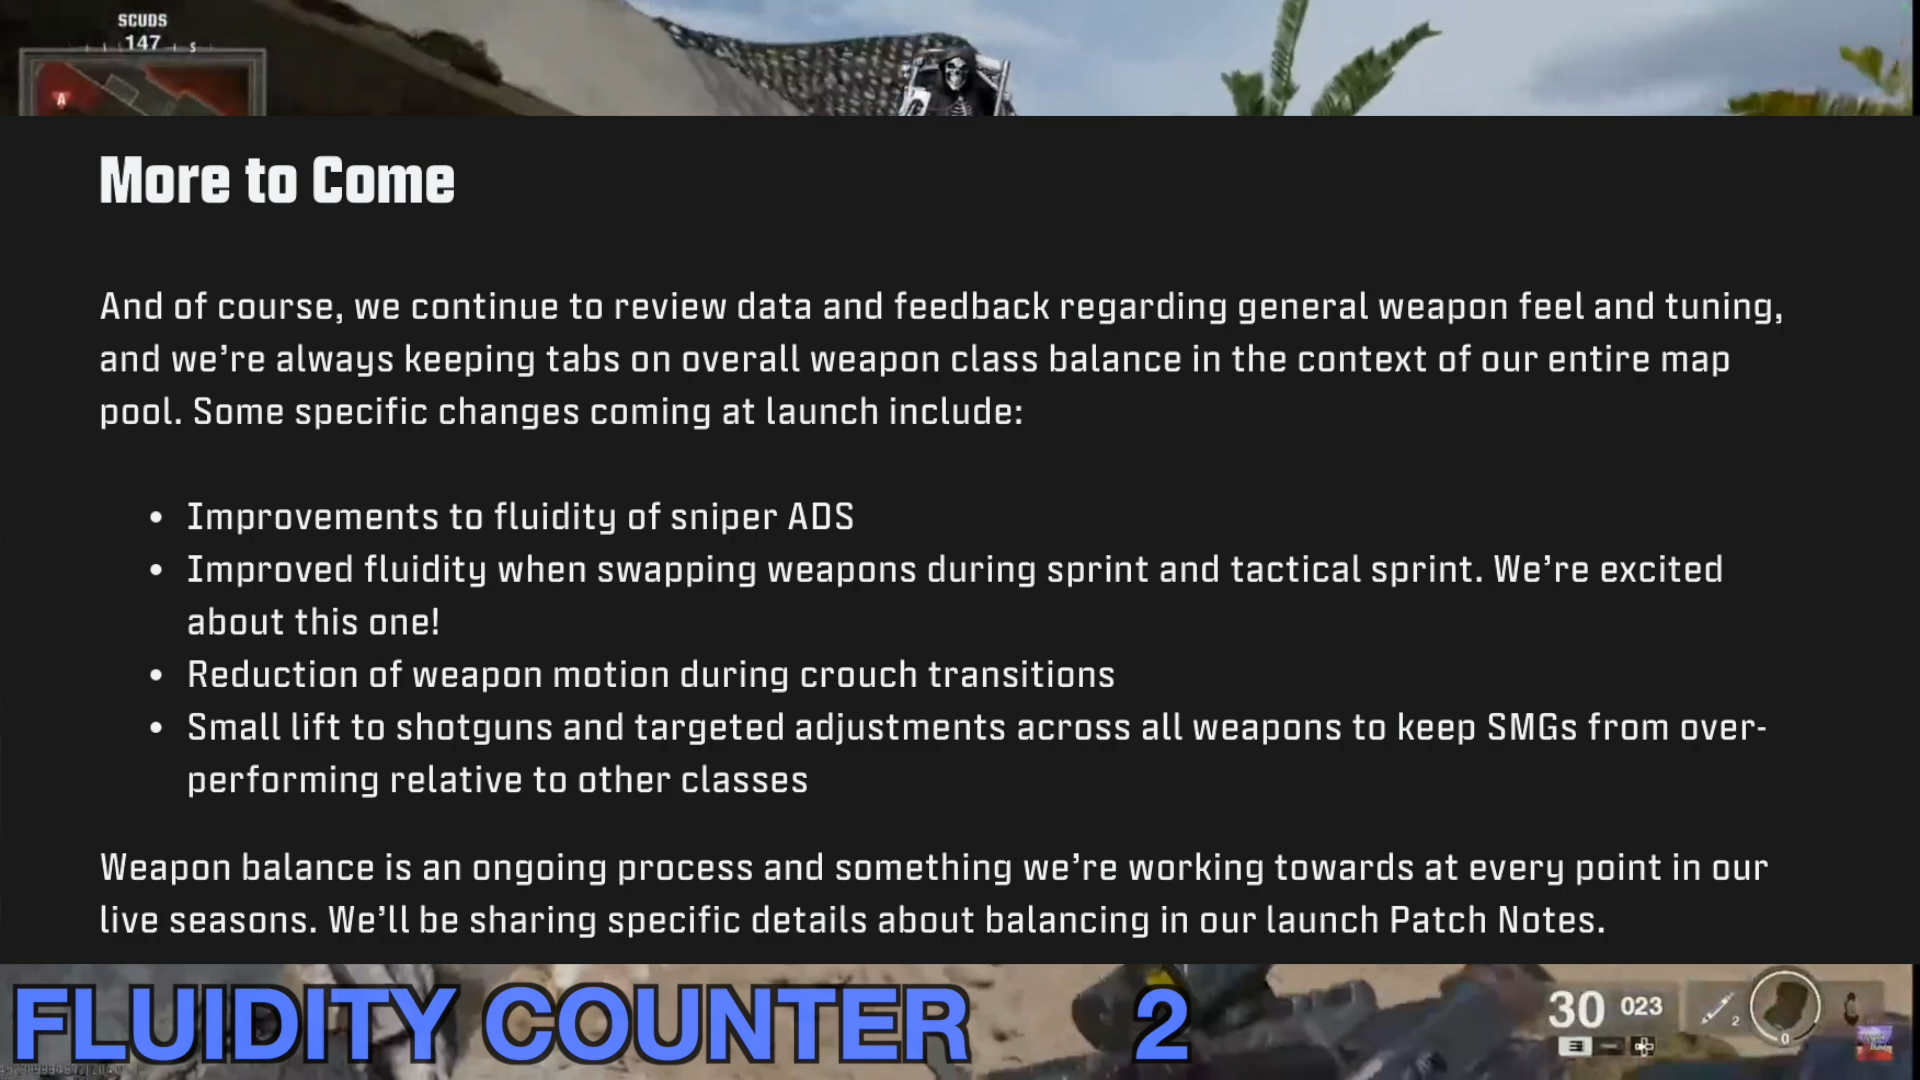 SCUDS
147
S
A
More to Come
And of course, we continue to review data and feedback regarding general weapon feel and tuning,
and we're always keeping tabs on overall weapon class balance in the context of our entire map
pool. Some specific changes coming at launch include:
• Improvements to fluidity of sniper ADS
• Improved fluidity when swapping weapons during sprint and tactical sprint. We're excited
about this one!
• Reduction of weapon motion during crouch transitions
• Small lift to shotguns and targeted adjustments across all weapons to keep SMGs from over-
performing relative to other classes
Weapon balance is an ongoing process and something we're working towards at every point in our
live seasons. We'll be sharing specific details about balancing in our launch Patch Notes.
FLUIDITY COUNTER 2
30 023
2
0